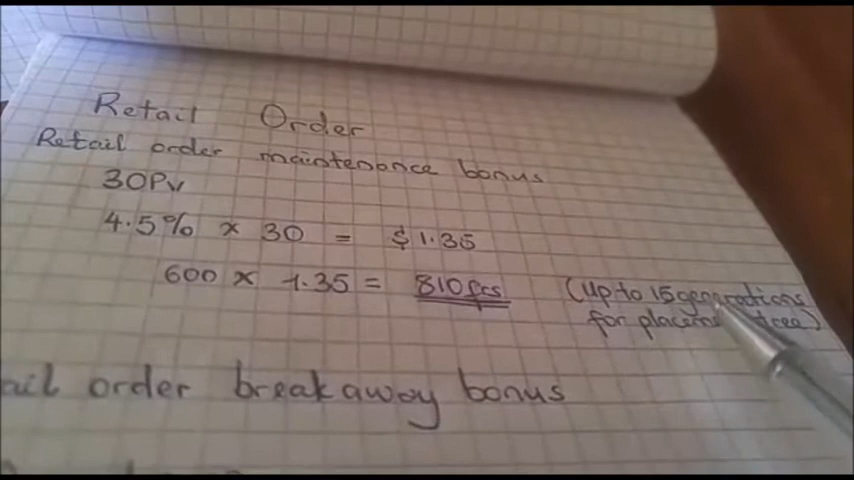 Retail Order
Retail order maintenance bonus
30Pv
4.5% x 30 = $1.35
600 x 1.35 = 810fcs (Up to 15 generations
for placement tree)
ail order breakaway bonus